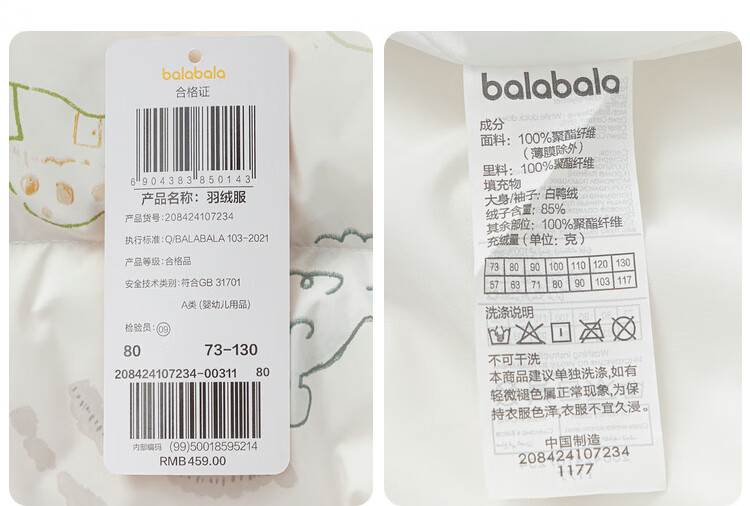 balabala
合格证
6 904383 850143
产品名称：羽绒服
产品货号：208424107234
执行标准：Q/BALABALA 103-2021
产品等级：合格品
安全技术类别：符合GB 31701
A类 (婴幼儿用品)
检验员：09
80 73-130
208424107234-00311 80
内部编码 (99)50018595214
RMB459.00
balabala
成分
面料：100%聚酯纤维
（薄膜除外）
里料：100%聚酯纤维
填充物
大身/袖子：白鸭绒
绒子含量：85%
其余部位：100%聚酯纤维
充绒量（单位：克）
73 80 90 100 110 120 130
57 63 71 80 90 103 117
洗涤说明
不可干洗
本商品建议单独洗涤，如有
轻微褪色属正常现象，为保
持衣服色泽，衣服不宜久浸。
中国制造
208424107234
1177